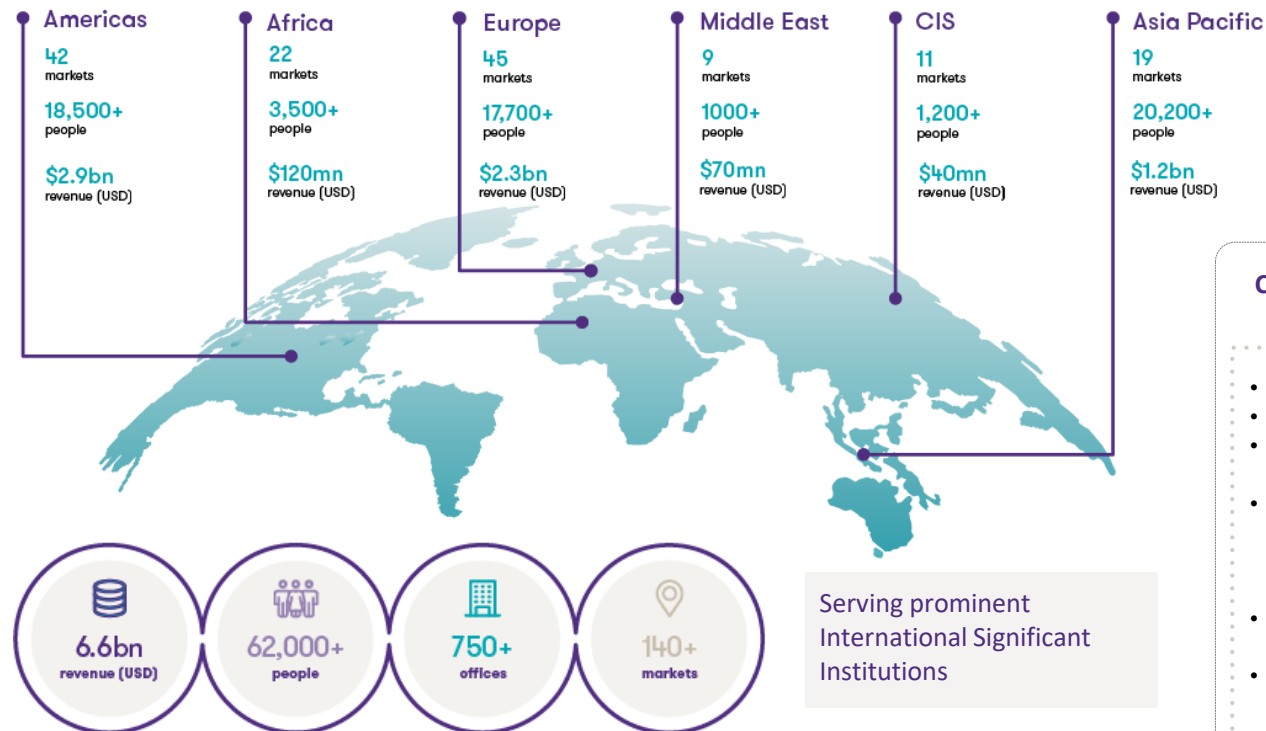 Americas
42
markets
18,500+
people
$2.9bn
revenue (USD)
Africa
22
markets
3,500+
people
$120mn
revenue (USD)
Europe
45
markets
17,700+
people
$2.3bn
revenue (USD)
Middle East
9
markets
1000+
people
$70mn
revenue (USD)
CIS
11
markets
1,200+
people
$40mn
revenue (USD)
Asia Pacific
19
markets
20,200+
people
$1.2bn
revenue (USD)
6.6bn
revenue (USD)
62,000+
people
750+
offices
140+
markets
Serving prominent
International Significant
Institutions